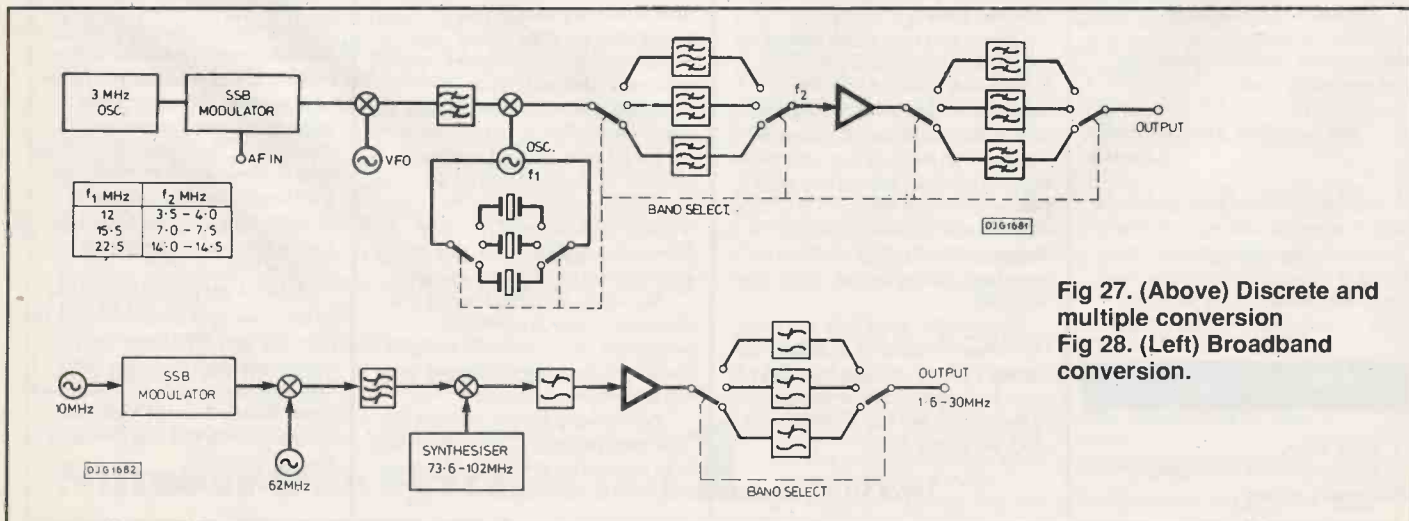 3 MHz
OSC.
SSB
MODULATOR
AF IN
VFO
OSC.
f₁
f₂
OUTPUT
BAND SELECT
DJG1681
f₁ MHz f₂ MHz
12 3·5 – 4·0
15·5 7·0 – 7·5
22·5 14·0 – 14·5
Fig 27. (Above) Discrete and
multiple conversion
Fig 28. (Left) Broadband
conversion.
10MHz
SSB
MODULATOR
62MHz
SYNTHESISER
73·6–102MHz
OUTPUT
1·6–30MHz
BAND SELECT
DJG1682